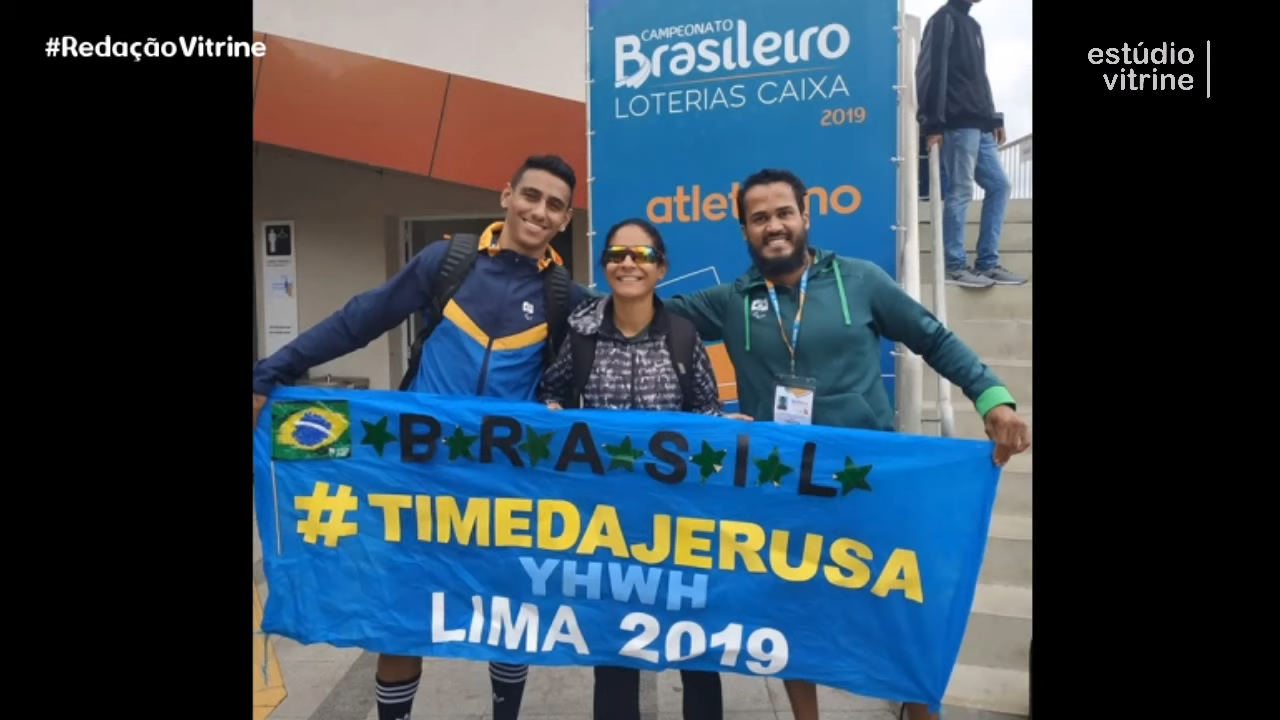 #RedaçãoVitrine
estúdio
vitrine
CAMPEONATO
Brasileiro
LOTERIAS CAIXA
2019
BRASIL
#TIMEDAJERUSA
YHWH
LIMA 2019